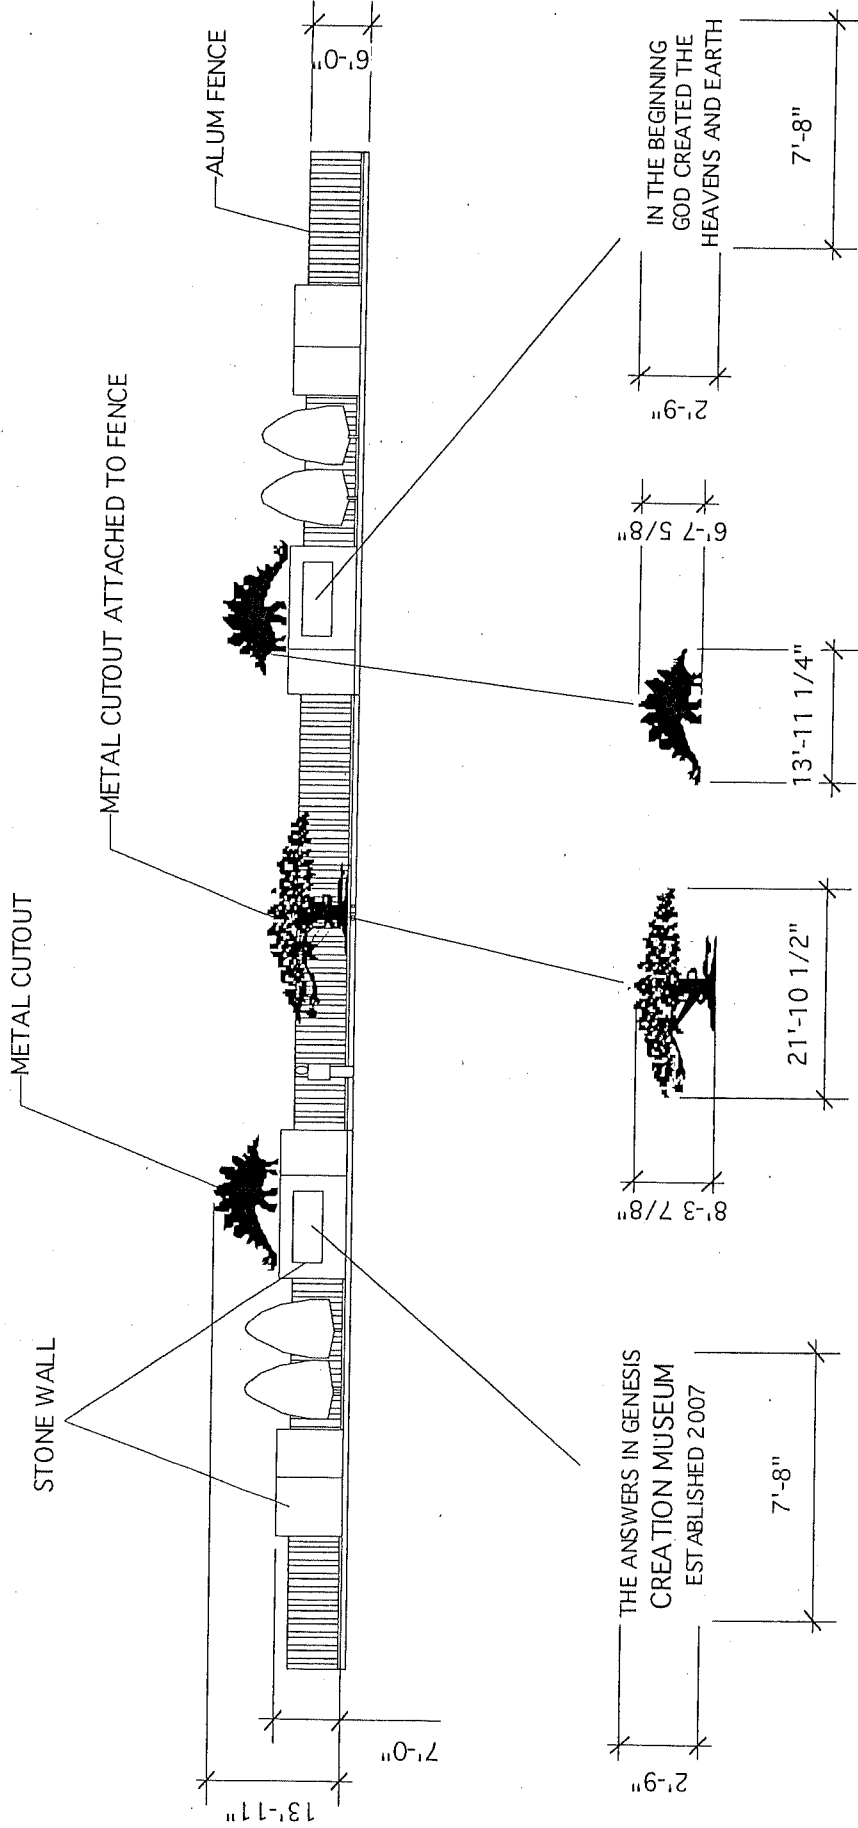 STONE WALL
METAL CUTOUT
METAL CUTOUT ATTACHED TO FENCE
ALUM FENCE
13'-11"
7'-0"
6'-0"
THE ANSWERS IN GENESIS
CREATION MUSEUM
ESTABLISHED 2007
2'-9"
7'-8"
8'-3 7/8"
21'-10 1/2"
6'-7 5/8"
13'-11 1/4"
IN THE BEGINNING
GOD CREATED THE
HEAVENS AND EARTH
2'-9"
7'-8"